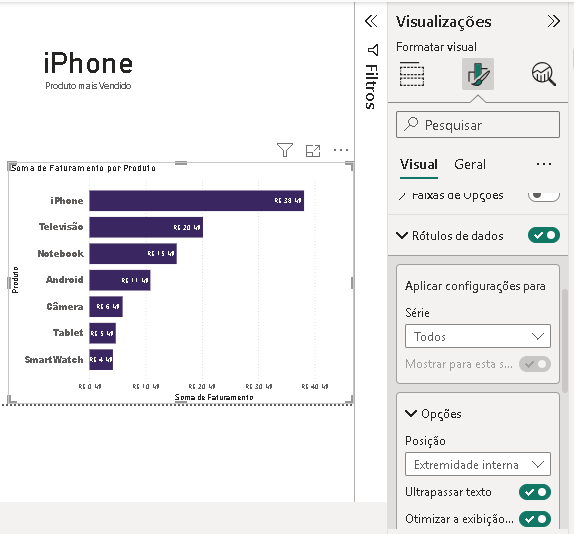 iPhone
Produto mais Vendido
Soma de Faturamento por Produto
Produto
iPhone
R$ 38 Mi
Televisão
R$ 20 Mi
Notebook
R$ 15 Mi
Android
R$ 11 Mi
Câmera
R$ 6 Mi
Tablet
R$ 5 Mi
SmartWatch
R$ 4 Mi
R$ 0 Mi
R$ 10 Mi
R$ 20 Mi
R$ 30 Mi
R$ 40 Mi
Soma de Faturamento
Filtros
Visualizações
Formatar visual
Pesquisar
Visual Geral
Faixas de Opções
Rótulos de dados
Aplicar configurações para
Série
Todos
Mostrar para esta s...
Opções
Posição
Extremidade interna
Ultrapassar texto
Otimizar a exibição...